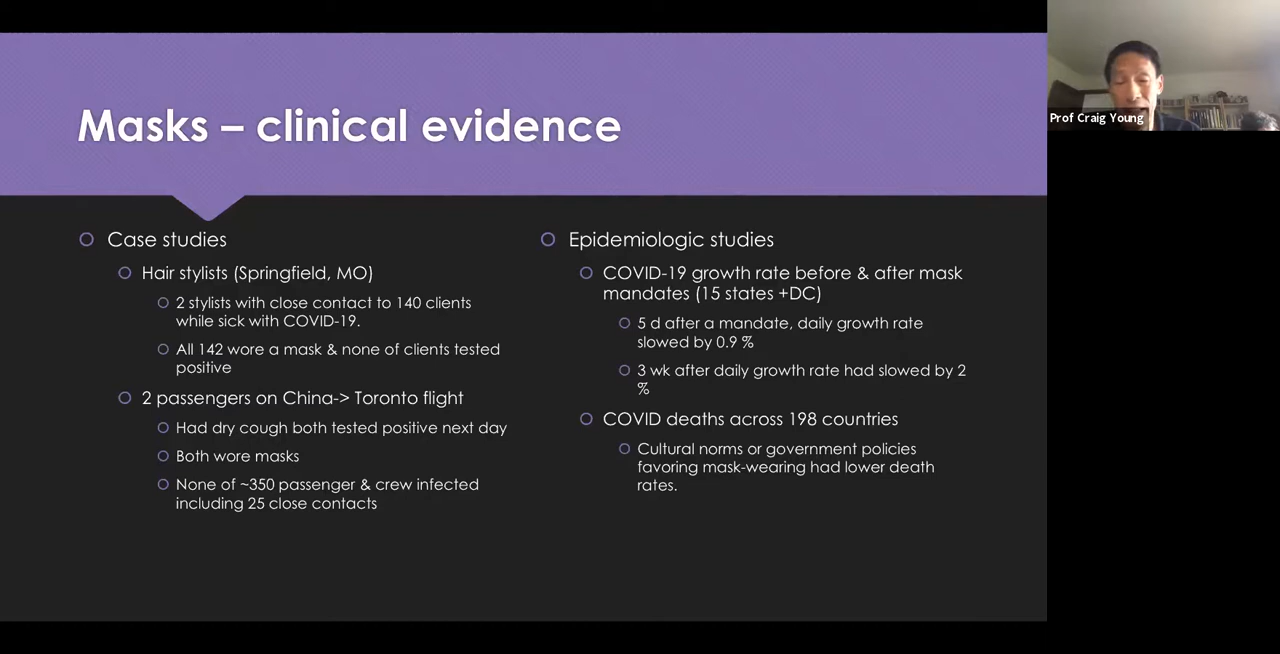 Masks – clinical evidence
Case studies
Hair stylists (Springfield, MO)
2 stylists with close contact to 140 clients
while sick with COVID-19.
All 142 wore a mask & none of clients tested
positive
2 passengers on China-> Toronto flight
Had dry cough both tested positive next day
Both wore masks
None of ~350 passenger & crew infected
including 25 close contacts
Epidemiologic studies
COVID-19 growth rate before & after mask
mandates (15 states +DC)
5 d after a mandate, daily growth rate
slowed by 0.9 %
3 wk after daily growth rate had slowed by 2
%
COVID deaths across 198 countries
Cultural norms or government policies
favoring mask-wearing had lower death
rates.
Prof Craig Young